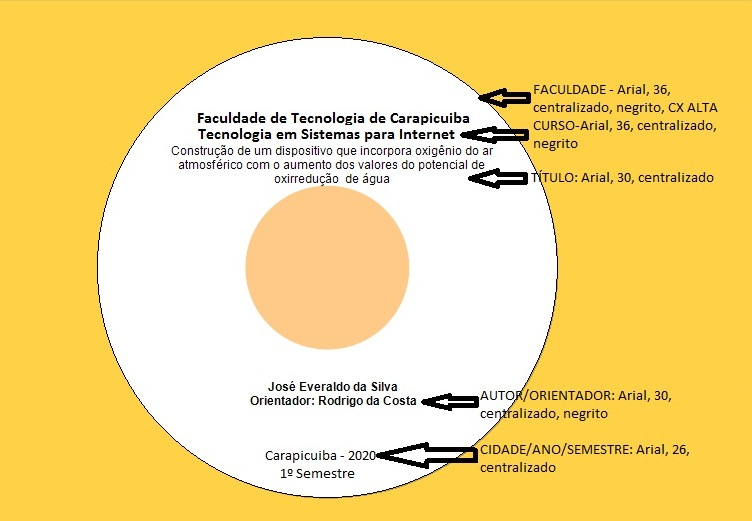 FACULDADE - Arial, 36,
centralizado, negrito, CX ALTA
Faculdade de Tecnologia de Carapicuiba
Tecnologia em Sistemas para Internet
CURSO-Arial, 36, centralizado,
negrito
Construção de um dispositivo que incorpora oxigênio do ar
atmosférico com o aumento dos valores do potencial de
oxirredução de água
TÍTULO: Arial, 30, centralizado
José Everaldo da Silva
Orientador: Rodrigo da Costa
AUTOR/ORIENTADOR: Arial, 30,
centralizado, negrito
Carapicuiba - 2020
1º Semestre
CIDADE/ANO/SEMESTRE: Arial, 26,
centralizado